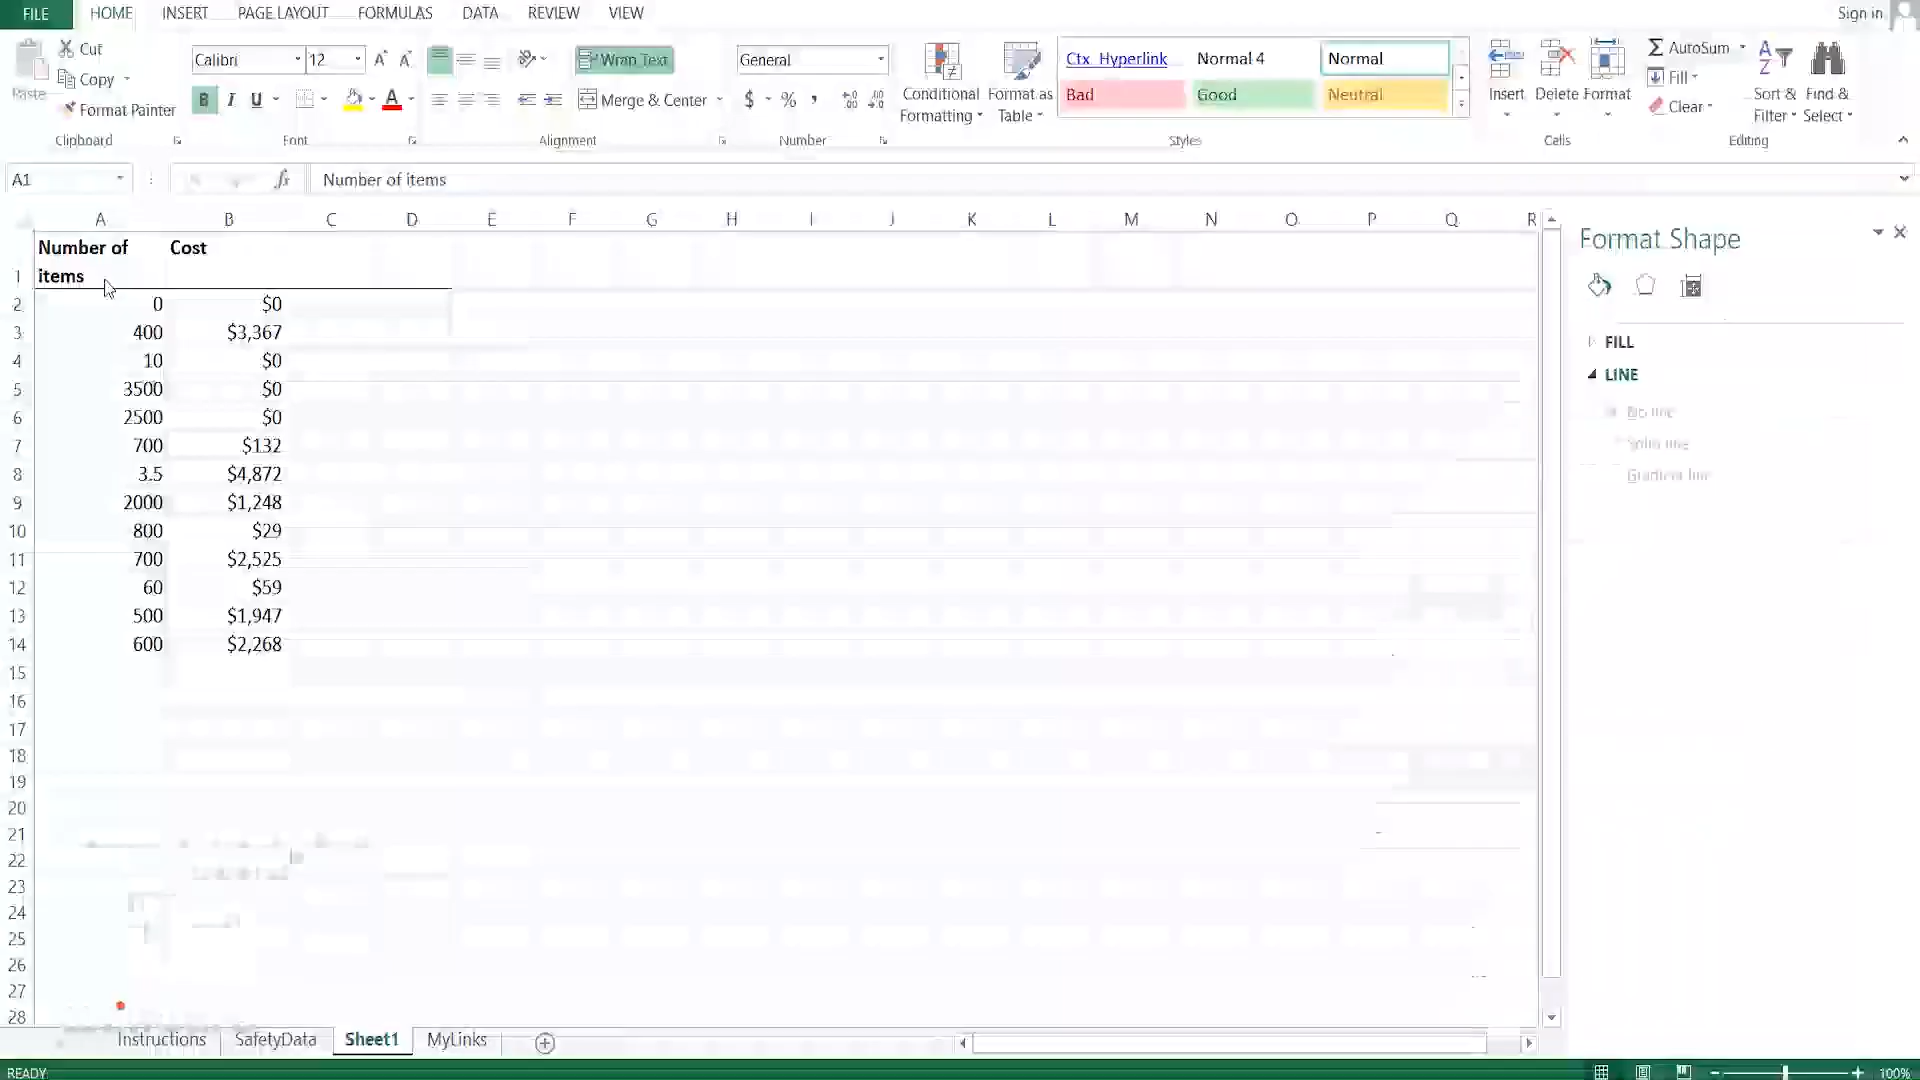 FILE HOME INSERT PAGE LAYOUT FORMULAS DATA REVIEW VIEW Sign in
Paste
Cut
Copy
Format Painter
Clipboard
Calibri 12
B I U
Font
Wrap Text
Merge & Center
Alignment
General
$ % ,
Number
Conditional
Formatting
Format as
Table
Ctx_Hyperlink Normal 4 Normal
Bad Good Neutral
Styles
Insert Delete Format
Cells
AutoSum
Fill
Clear
Sort &
Filter
Find &
Select
Editing
A1 fx Number of items
A B C D E F G H I J K L M N O P Q R
Number of Cost
1 items
2 0 $0
3 400 $3,367
4 10 $0
5 3500 $0
6 2500 $0
7 700 $132
8 3.5 $4,872
9 2000 $1,248
10 800 $29
11 700 $2,525
12 60 $59
13 500 $1,947
14 600 $2,268
15
16
17
18
19
20
21
22
23
24
25
26
27
28
Format Shape
FILL
LINE
No line
Solid line
Gradient line
Instructions SafetyData Sheet1 MyLinks
READY 100%